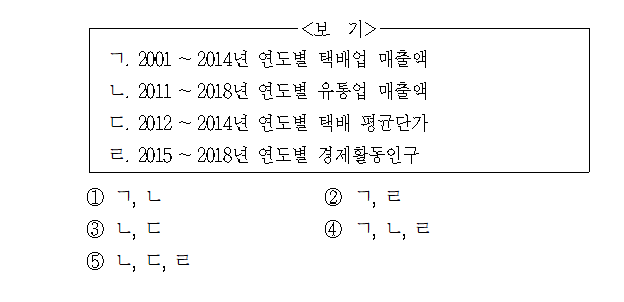 <보 기>
ㄱ. 2001 ~ 2014년 연도별 택배업 매출액
ㄴ. 2011 ~ 2018년 연도별 유통업 매출액
ㄷ. 2012 ~ 2014년 연도별 택배 평균단가
ㄹ. 2015 ~ 2018년 연도별 경제활동인구
① ㄱ, ㄴ ② ㄱ, ㄹ
③ ㄴ, ㄷ ④ ㄱ, ㄴ, ㄹ
⑤ ㄴ, ㄷ, ㄹ